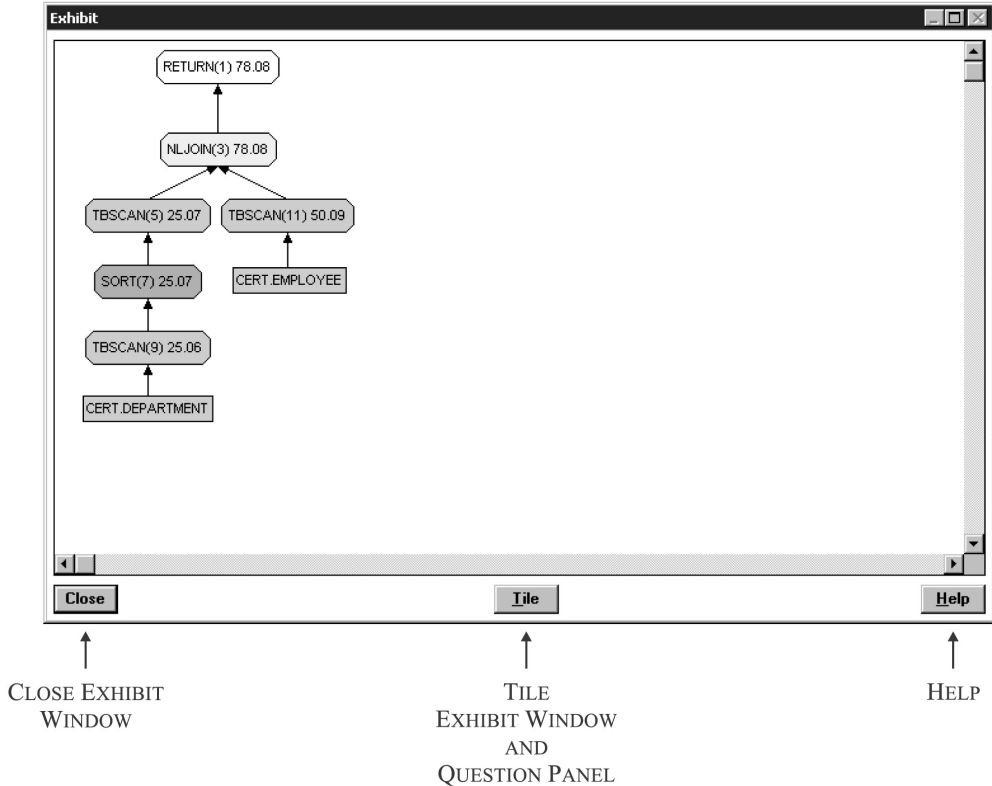 Exhibit
RETURN(1) 78.08
NLJOIN(3) 78.08
TBSCAN(5) 25.07
TBSCAN(11) 50.09
SORT(7) 25.07
CERT.EMPLOYEE
TBSCAN(9) 25.06
CERT.DEPARTMENT
Close
Tile
Help
CLOSE EXHIBIT
WINDOW
TILE
EXHIBIT WINDOW
AND
QUESTION PANEL
HELP